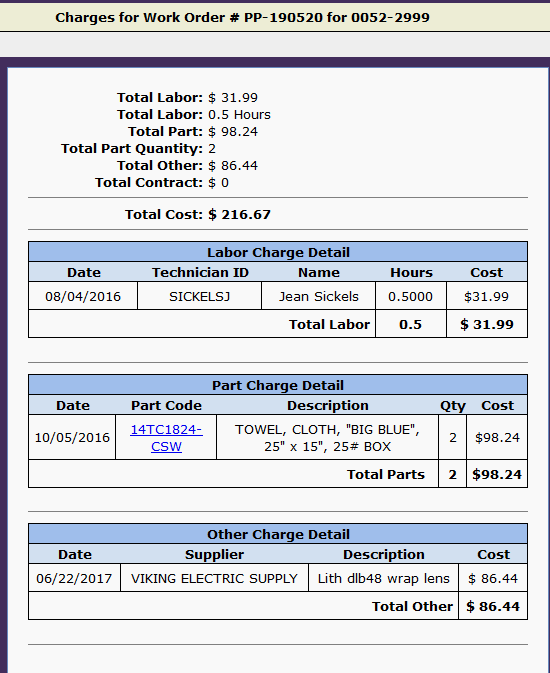 Charges for Work Order # PP-190520 for 0052-2999
Total Labor: $ 31.99
Total Labor: 0.5 Hours
Total Part: $ 98.24
Total Part Quantity: 2
Total Other: $ 86.44
Total Contract: $ 0
Total Cost: $ 216.67
Labor Charge Detail
Date Technician ID Name Hours Cost
08/04/2016 SICKELSJ Jean Sickels 0.5000 $31.99
Total Labor 0.5 $ 31.99
Part Charge Detail
Date Part Code Description Qty Cost
10/05/2016 14TC1824-CSW TOWEL, CLOTH, "BIG BLUE", 25" x 15", 25# BOX 2 $98.24
Total Parts 2 $98.24
Other Charge Detail
Date Supplier Description Cost
06/22/2017 VIKING ELECTRIC SUPPLY Lith dlb48 wrap lens $ 86.44
Total Other $ 86.44